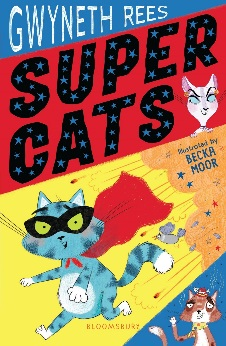 GWYNETH REES
SUPER
CATS
Illustrated by
BECKA
MOOR
BLOOMSBURY